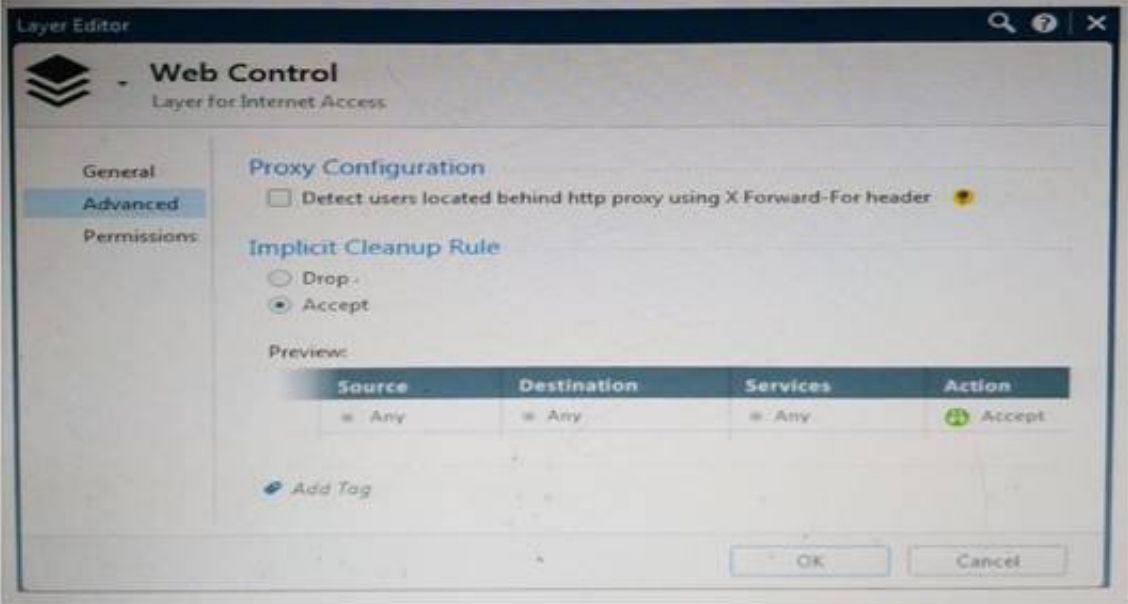 Layer Editor
Web Control
Layer for Internet Access
General
Advanced
Permissions
Proxy Configuration
Detect users located behind http proxy using X Forward-For header
Implicit Cleanup Rule
Drop
Accept
Preview:
Source Destination Services Action
Any Any Any Accept
Add Tag
OK Cancel